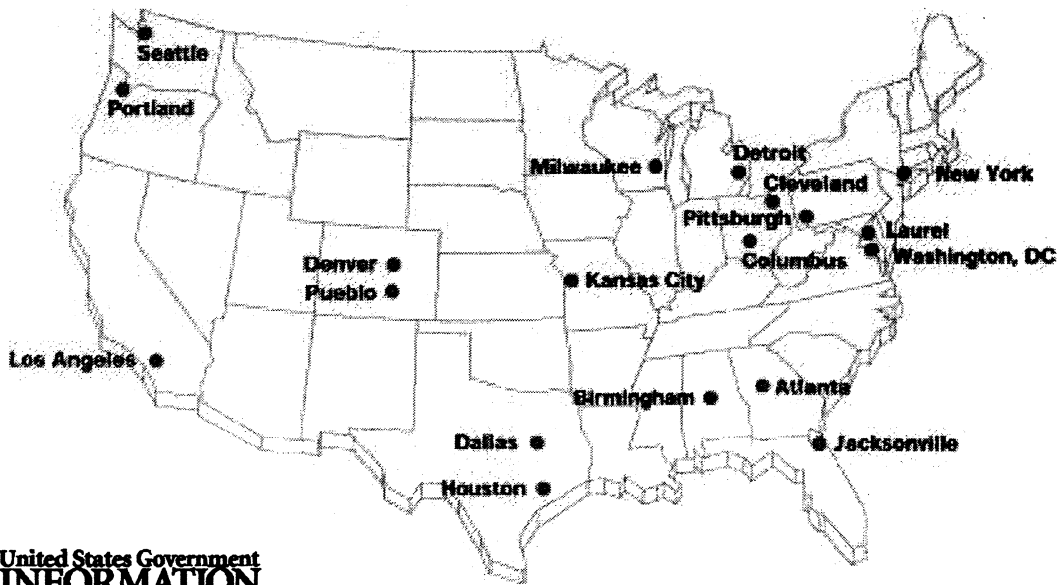 Seattle
Portland
Milwaukee
Detroit
Cleveland
New York
Pittsburgh
Laurel
Columbus
Washington, DC
Denver
Pueblo
Kansas City
Los Angeles
Birmingham
Atlanta
Dallas
Jacksonville
Houston
United States Government
INFORMATION